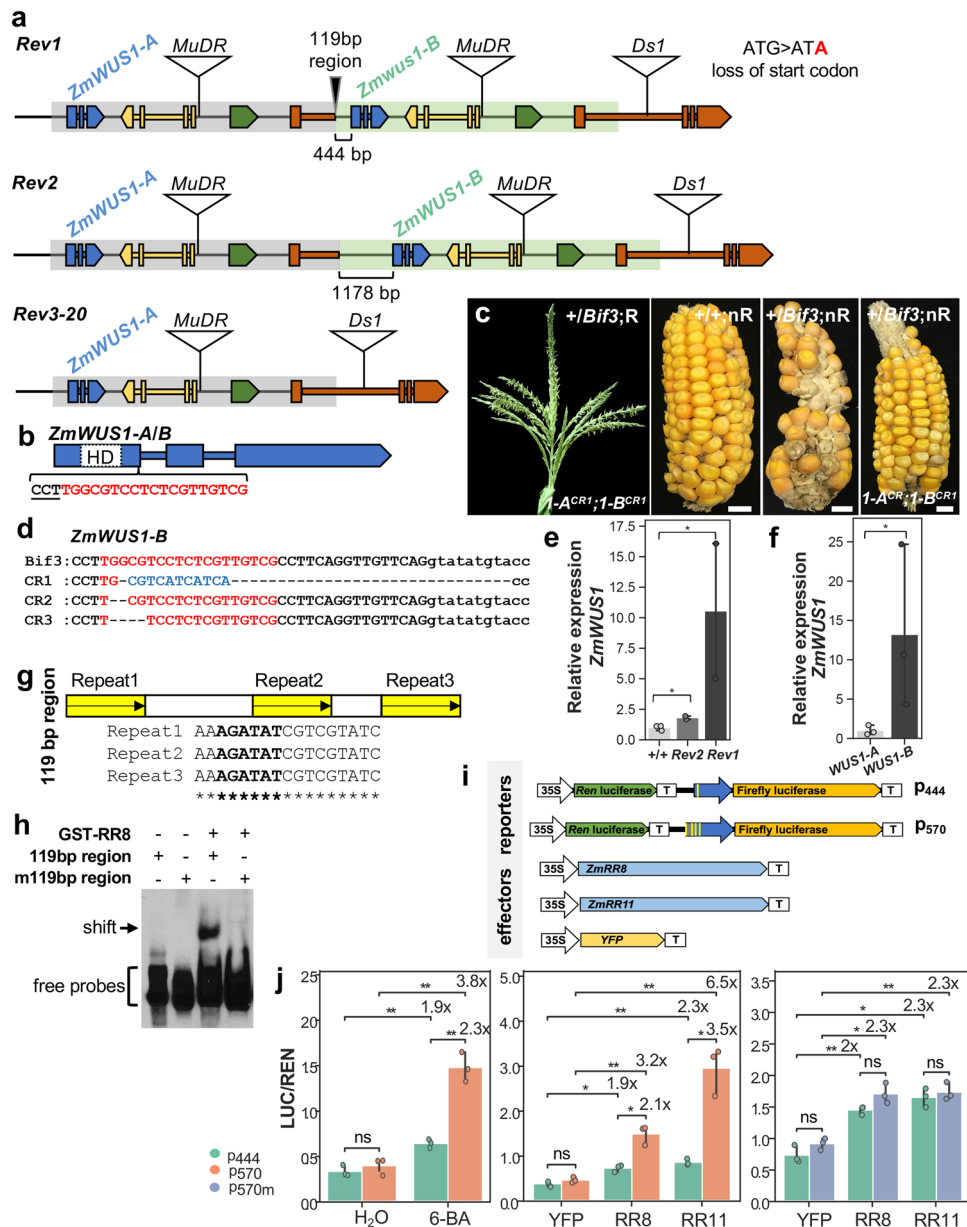 a
Rev1
ZmWUS1-A
MuDR
119bp region
Zmwus1-B
MuDR
Ds1
ATG>ATA
loss of start codon
444 bp
Rev2
ZmWUS1-A
MuDR
ZmWUS1-B
MuDR
Ds1
1178 bp
Rev3-20
ZmWUS1-A
MuDR
Ds1
b
ZmWUS1-A/B
HD
CCTTGGCGTCCTCTCGTTGTCG
c
+/Bif3;R
+/+;nR
+/Bif3;nR
+/Bif3;nR
1-A^CR1;1-B^CR1
1-A^CR;1-B^CR1
d
ZmWUS1-B
Bif3:CCTTGGCGTCCTCTCGTTGTCGCCTTCAGGTTGTTCAGgtatatgtacc
CR1 :CCTTG-CGTCATCATCA------------------------------cc
CR2 :CCTT--CGTCCTCTCGTTGTCGCCTTCAGGTTGTTCAGgtatatgtacc
CR3 :CCTT----TCCTCTCGTTGTCGCCTTCAGGTTGTTCAGgtatatgtacc
e
Relative expression
ZmWUS1
17.5
15.0
12.5
10.0
7.5
5.0
2.5
0.0
*
*
+/+ Rev2 Rev1
f
Relative expression
ZmWUS1
25
20
15
10
5
0
*
WUS1-A
WUS1-B
g
119 bp region
Repeat1
Repeat2
Repeat3
Repeat1 AAAGATATCGTCGTATC
Repeat2 AAAGATATCGTCGTATC
Repeat3 AAAGATATCGTCGTATC
*****************
h
GST-RR8 - - + +
119bp region + - + -
m119bp region - + - +
shift
free probes
i
reporters
35S Ren luciferase T Firefly luciferase T p444
35S Ren luciferase T Firefly luciferase T p570
effectors
35S ZmRR8 T
35S ZmRR11 T
35S YFP T
j
LUC/REN
25
20
15
10
05
0
** 3.8x
** 1.9x
** 2.3x
ns
H2O 6-BA
5.0
4.0
3.0
2.0
1.0
0.0
** 6.5x
** 2.3x
* 3.5x
** 3.2x
* 1.9x
* 2.1x
ns
YFP RR8 RR11
3.5
3.0
2.5
2.0
1.5
1.0
0.5
0.0
** 2.3x
* 2.3x
* 2.3x
** 2x
ns
ns
ns
YFP RR8 RR11
p444
p570
p570m